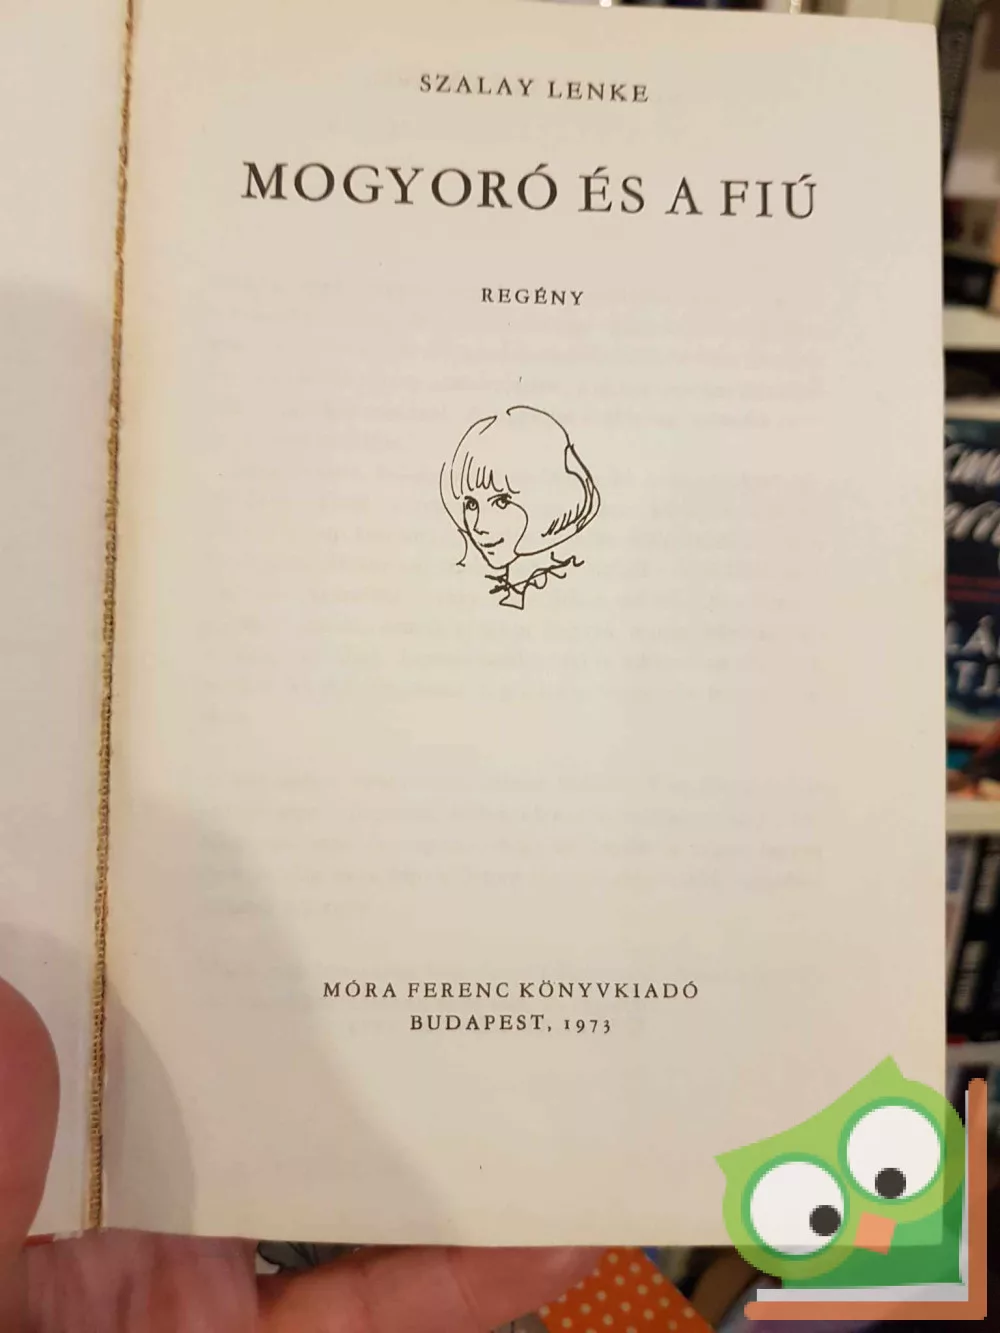 SZALAY LENKE
MOGYORÓ ÉS A FIÚ
REGÉNY
MÓRA FERENC KÖNYVKIADÓ
BUDAPEST, 1973